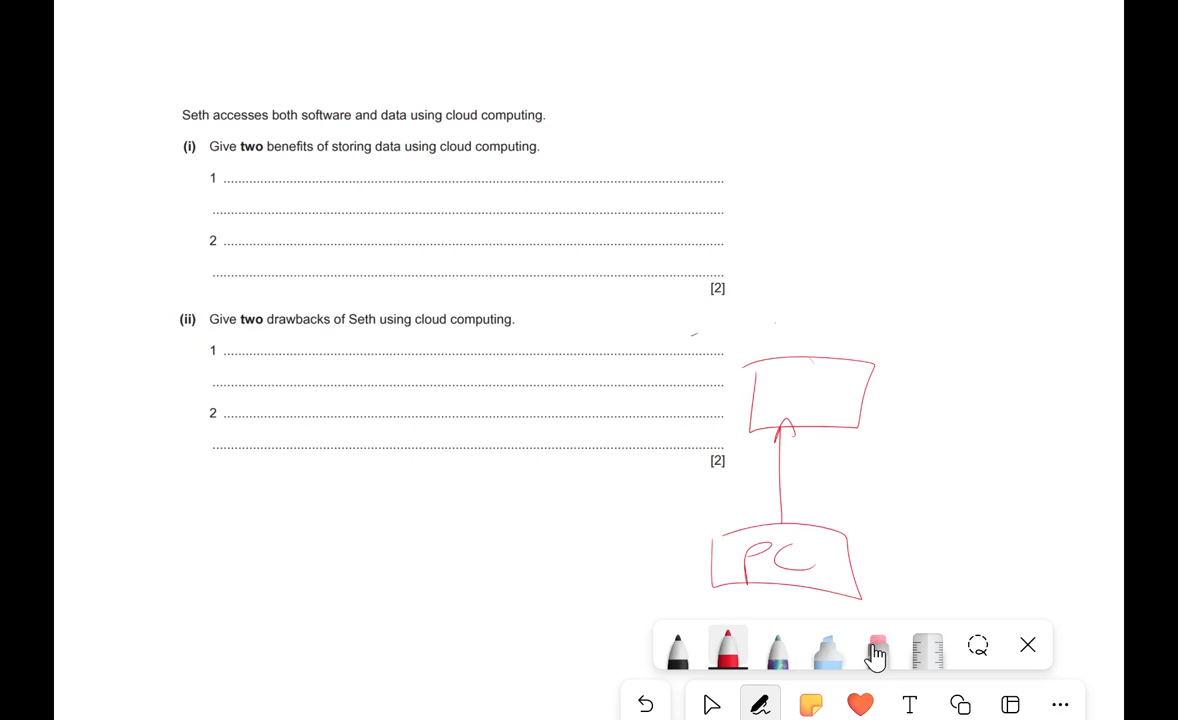 Seth accesses both software and data using cloud computing.
(i) Give two benefits of storing data using cloud computing.
1 ....................................................................................................
....................................................................................................
2 ....................................................................................................
....................................................................................................
[2]
(ii) Give two drawbacks of Seth using cloud computing.
1 ....................................................................................................
....................................................................................................
2 ....................................................................................................
....................................................................................................
[2]
PC
T